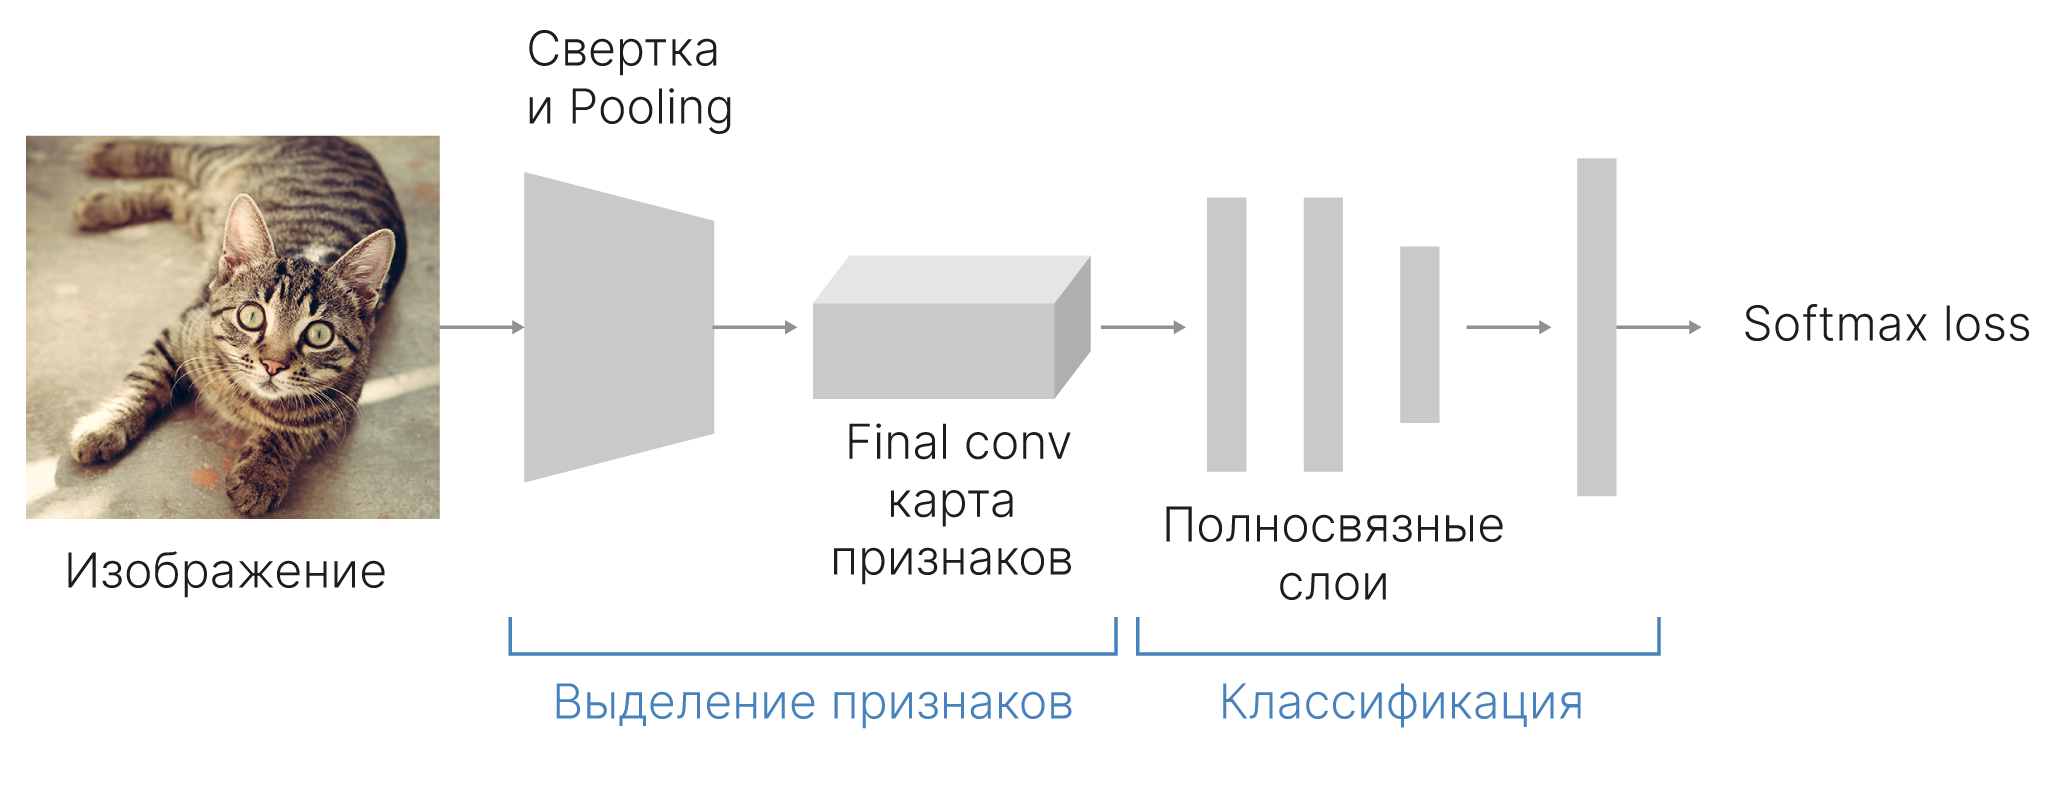 Свертка
и Pooling
Изображение
Final conv
карта
признаков
Полносвязные
слои
Softmax loss
Выделение признаков
Классификация